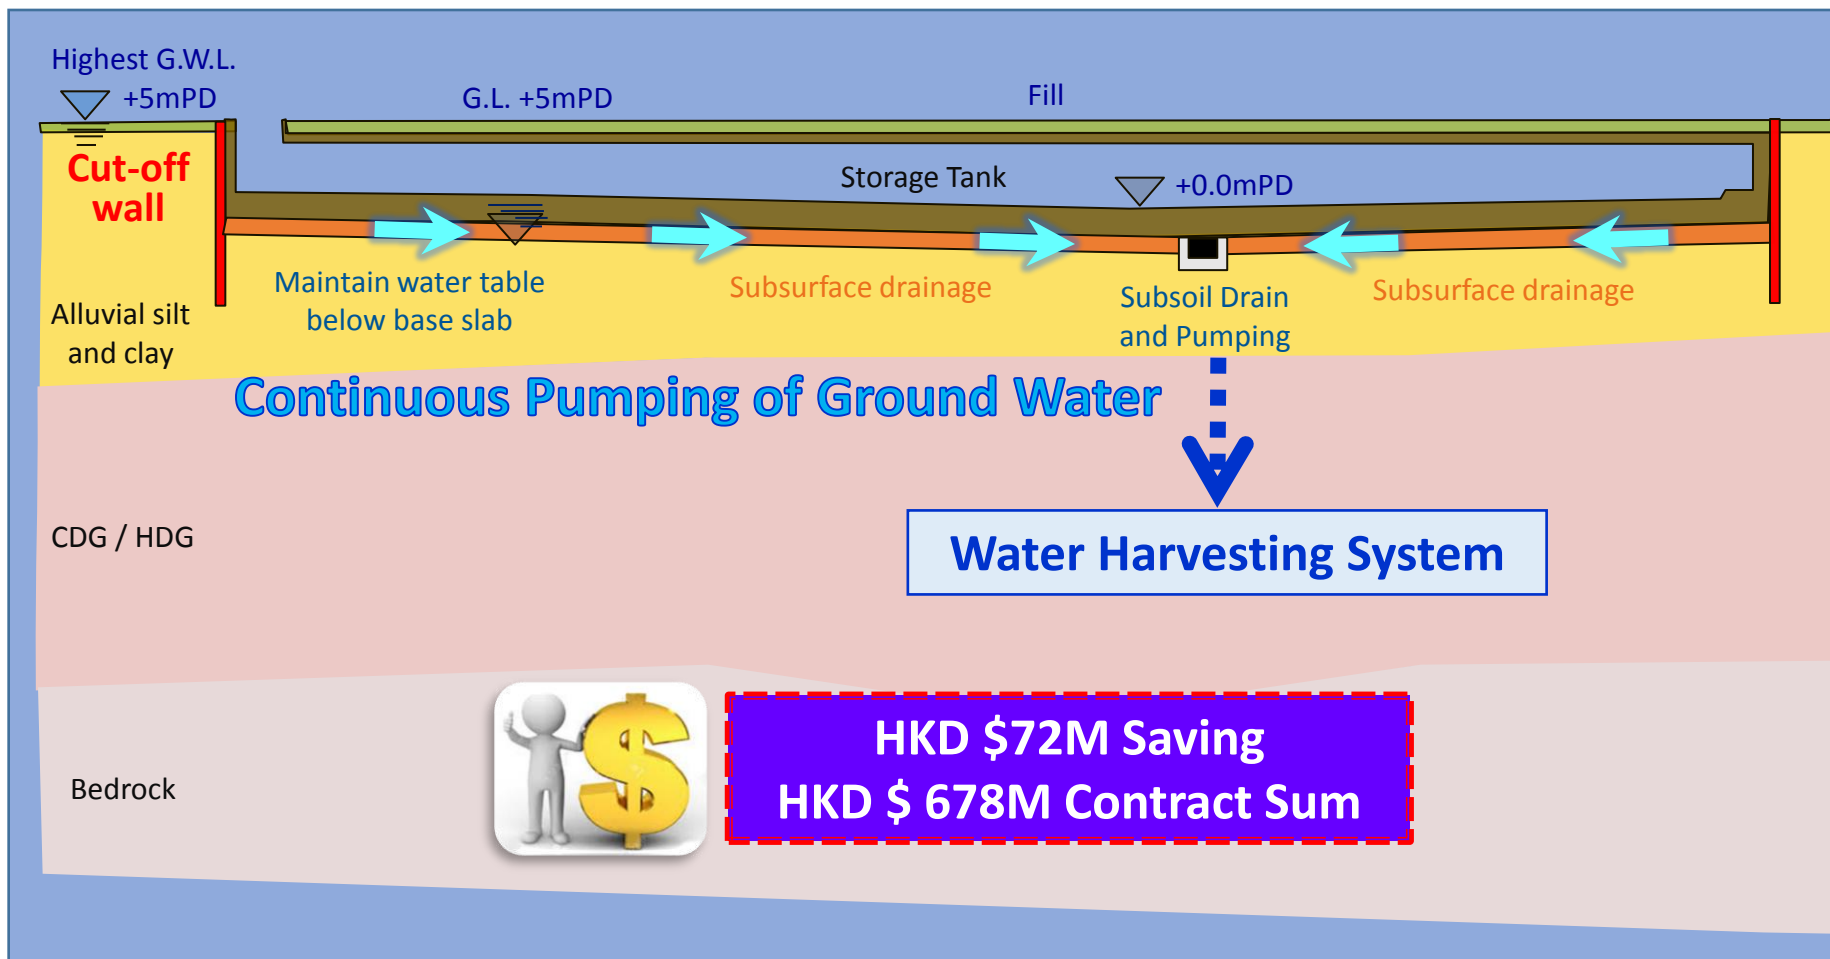 Highest G.W.L.
+5mPD
G.L. +5mPD
Fill
Cut-off
wall
Storage Tank
+0.0mPD
Alluvial silt
and clay
Maintain water table
below base slab
Subsurface drainage
Subsoil Drain
and Pumping
Subsurface drainage
Continuous Pumping of Ground Water
CDG / HDG
Water Harvesting System
Bedrock
$
HKD $72M Saving
HKD $ 678M Contract Sum